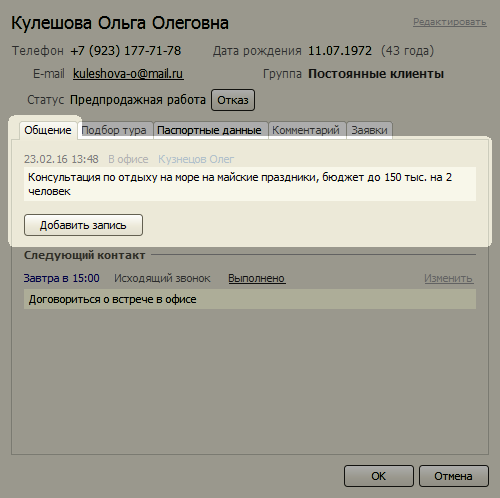 Кулешова Ольга Олеговна Редактировать
Телефон +7 (923) 177-71-78 Дата рождения 11.07.1972 (43 года)
E-mail kuleshova-o@mail.ru Группа Постоянные клиенты
Статус Предпродажная работа Отказ
Общение Подбор тура Паспортные данные Комментарий Заявки
23.02.16 13:48 В офисе Кузнецов Олег
Консультация по отдыху на море на майские праздники, бюджет до 150 тыс. на 2
человек
Добавить запись
Следующий контакт
Завтра в 15:00 Исходящий звонок Выполнено Изменить
Договориться о встрече в офисе
OK Отмена